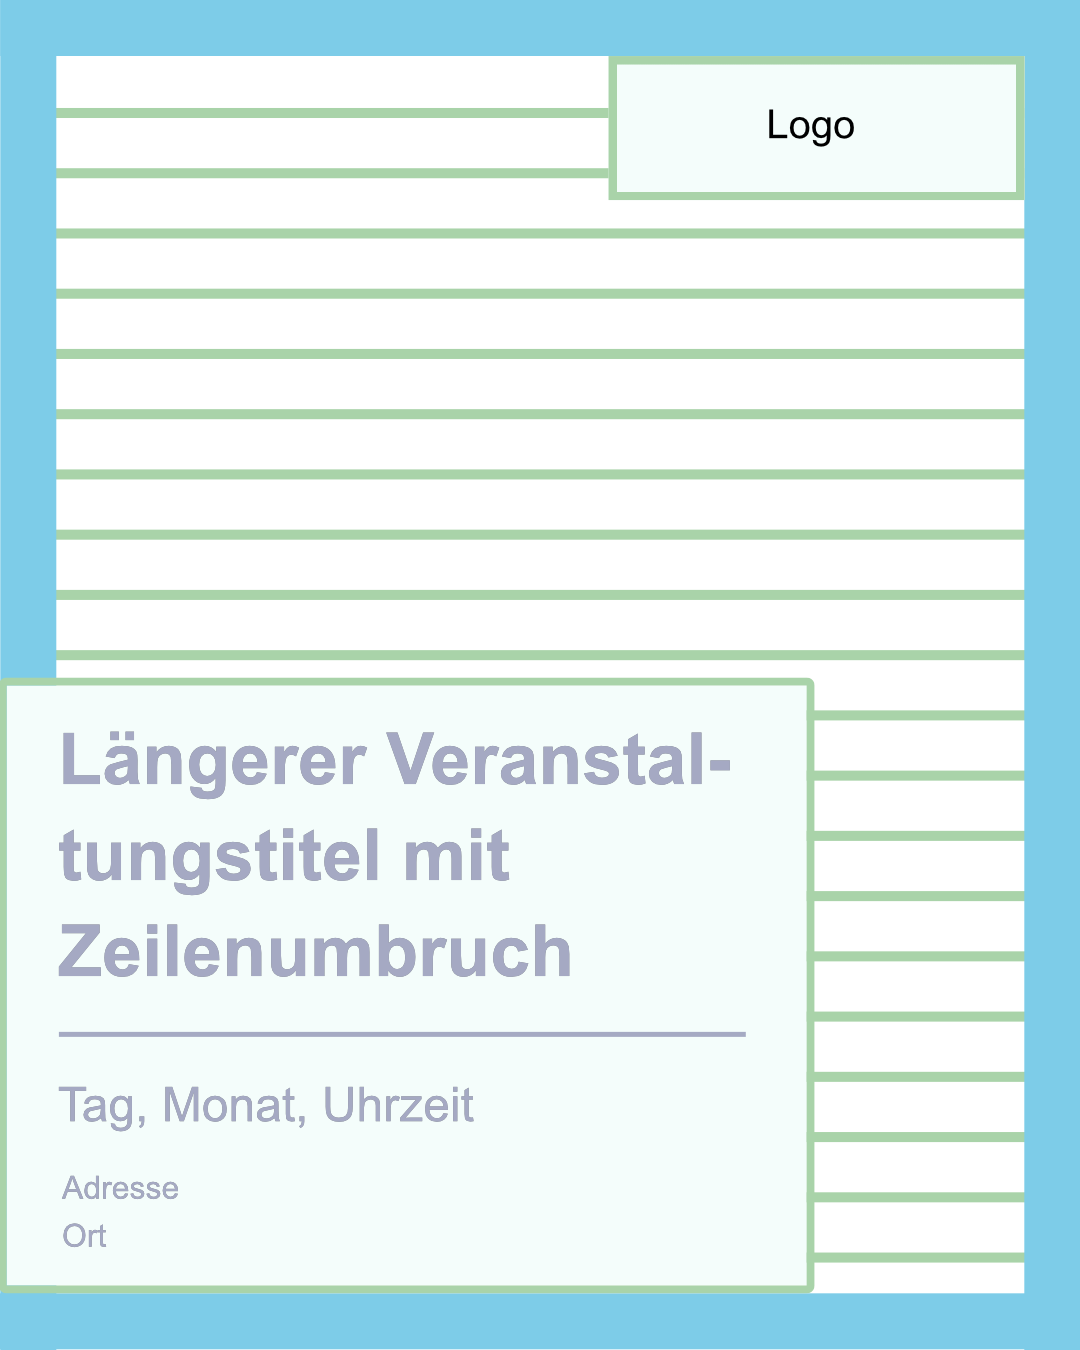 Logo
Längerer Veranstal-
tungstitel mit
Zeilenumbruch
Tag, Monat, Uhrzeit
Adresse
Ort